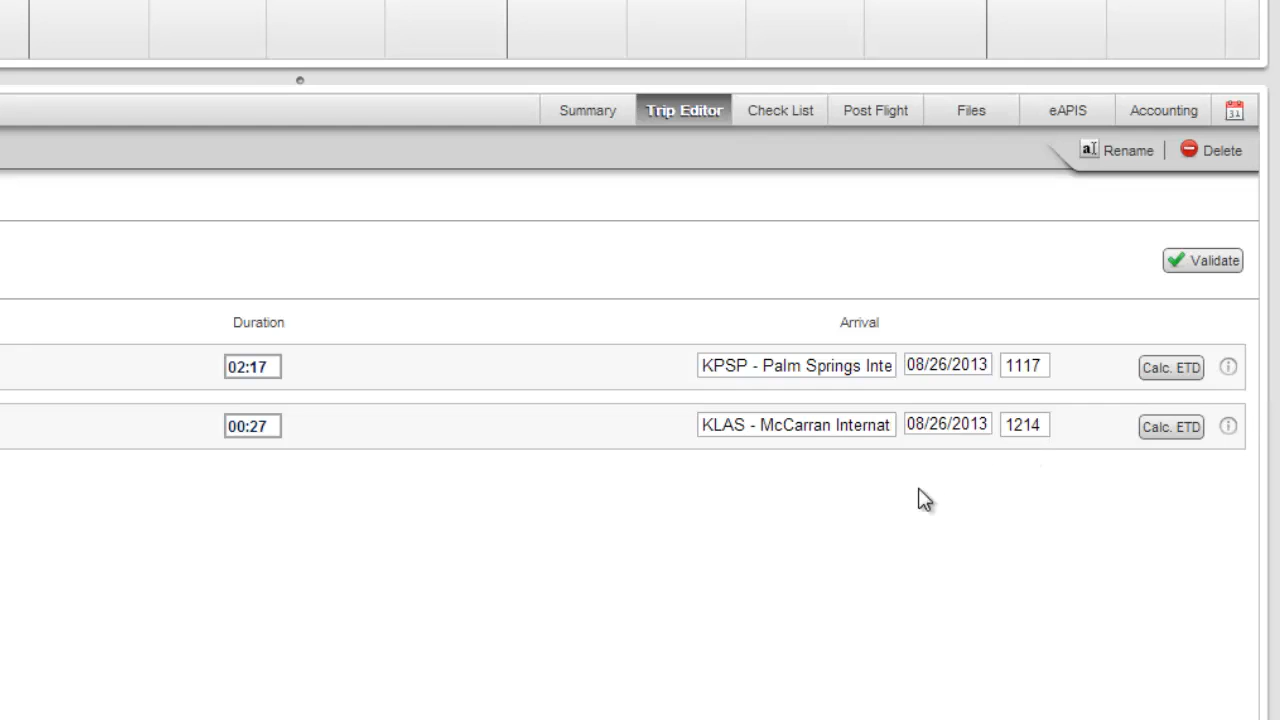 Summary Trip Editor Check List Post Flight Files eAPIS Accounting 31
aI Rename Delete
Validate
Duration Arrival
02:17 KPSP - Palm Springs Inte 08/26/2013 1117 Calc. ETD
00:27 KLAS - McCarran Internat 08/26/2013 1214 Calc. ETD